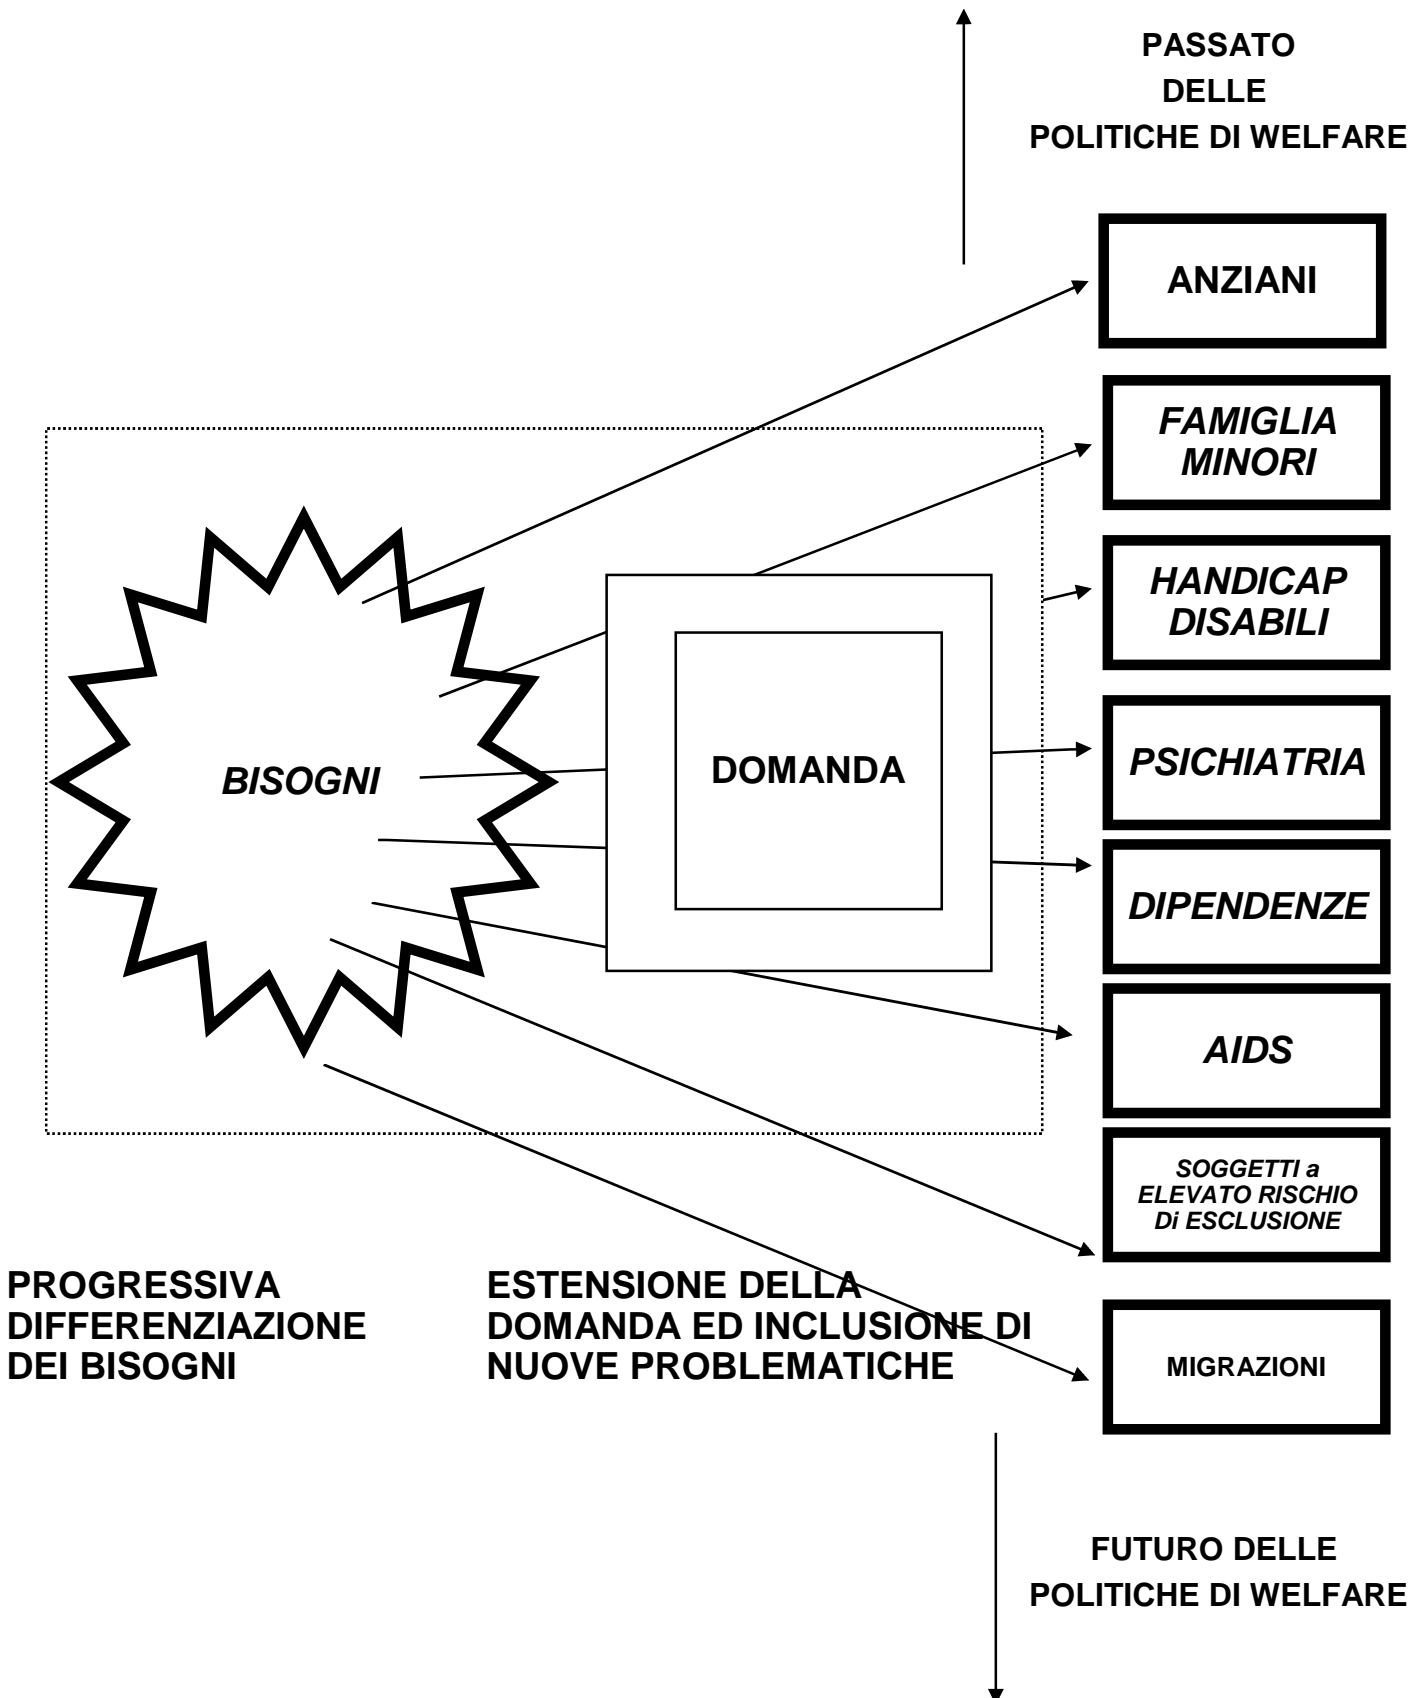 PASSATO
DELLE
POLITICHE DI WELFARE
ANZIANI
FAMIGLIA
MINORI
HANDICAP
DISABILI
BISOGNI
DOMANDA
PSICHIATRIA
DIPENDENZE
AIDS
SOGGETTI a
ELEVATO RISCHIO
Di ESCLUSIONE
PROGRESSIVA
DIFFERENZIAZIONE
DEI BISOGNI
ESTENSIONE DELLA
DOMANDA ED INCLUSIONE DI
NUOVE PROBLEMATICHE
MIGRAZIONI
FUTURO DELLE
POLITICHE DI WELFARE